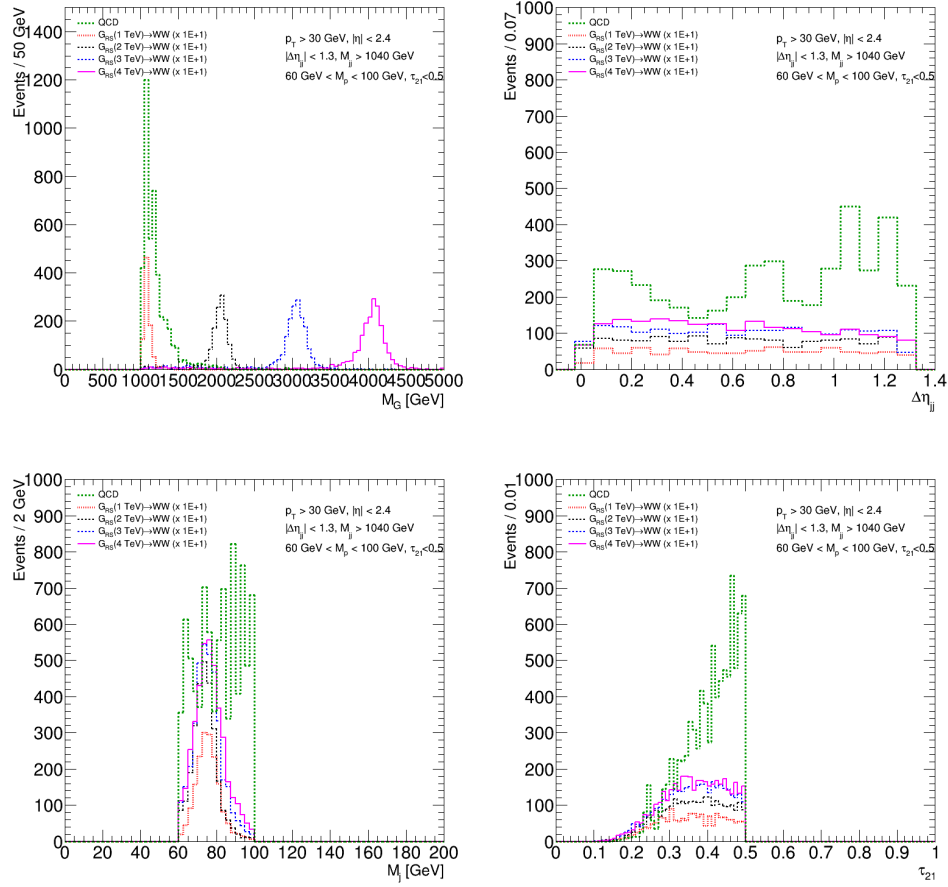 Events / 50 GeV
1400
1200
1000
800
600
400
200
0
QCD
G_RS(1 TeV)→WW (x 1E+1)
G_RS(2 TeV)→WW (x 1E+1)
G_RS(3 TeV)→WW (x 1E+1)
G_RS(4 TeV)→WW (x 1E+1)
p_T > 30 GeV, |η| < 2.4
|Δη_jj| < 1.3, M_jj > 1040 GeV
60 GeV < M_p < 100 GeV, τ_21<0.5
0 500 1000 1500 2000 2500 3000 3500 4000 4500 5000
M_G [GeV]
Events / 0.07
1000
900
800
700
600
500
400
300
200
100
0
QCD
G_RS(1 TeV)→WW (x 1E+1)
G_RS(2 TeV)→WW (x 1E+1)
G_RS(3 TeV)→WW (x 1E+1)
G_RS(4 TeV)→WW (x 1E+1)
p_T > 30 GeV, |η| < 2.4
|Δη_jj| < 1.3, M_jj > 1040 GeV
60 GeV < M_p < 100 GeV, τ_21<0.5
0 0.2 0.4 0.6 0.8 1 1.2 1.4
Δη_jj
Events / 2 GeV
1000
900
800
700
600
500
400
300
200
100
0
QCD
G_RS(1 TeV)→WW (x 1E+1)
G_RS(2 TeV)→WW (x 1E+1)
G_RS(3 TeV)→WW (x 1E+1)
G_RS(4 TeV)→WW (x 1E+1)
p_T > 30 GeV, |η| < 2.4
|Δη_jj| < 1.3, M_jj > 1040 GeV
60 GeV < M_p < 100 GeV, τ_21<0.5
0 20 40 60 80 100 120 140 160 180 200
M_j [GeV]
Events / 0.01
1000
900
800
700
600
500
400
300
200
100
0
QCD
G_RS(1 TeV)→WW (x 1E+1)
G_RS(2 TeV)→WW (x 1E+1)
G_RS(3 TeV)→WW (x 1E+1)
G_RS(4 TeV)→WW (x 1E+1)
p_T > 30 GeV, |η| < 2.4
|Δη_jj| < 1.3, M_jj > 1040 GeV
60 GeV < M_p < 100 GeV, τ_21<0.5
0 0.1 0.2 0.3 0.4 0.5 0.6 0.7 0.8 0.9 1
τ_21